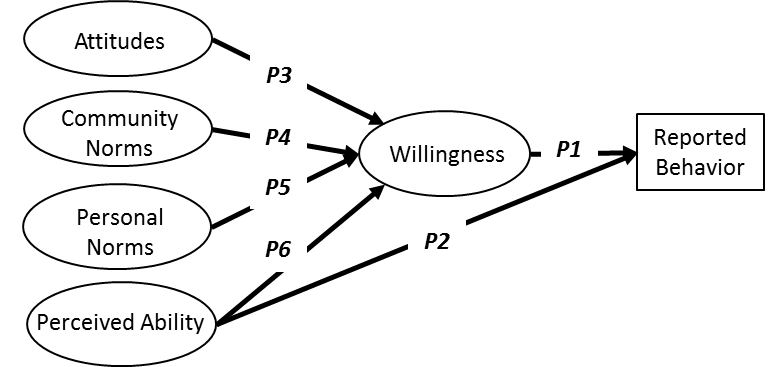 Attitudes
P3
Community
Norms
P4
Willingness
P1
Reported
Behavior
P5
Personal
Norms
P6
P2
Perceived Ability